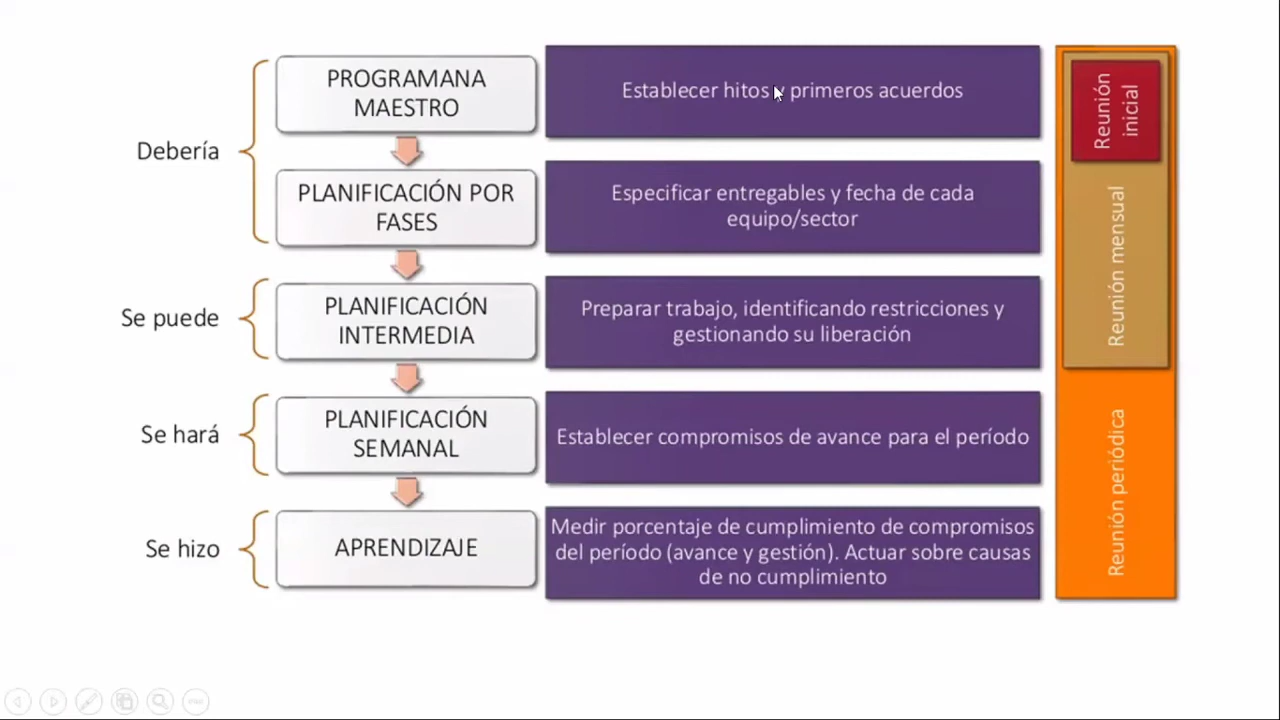 PROGRAMANA
MAESTRO
Establecer hitos y primeros acuerdos
Reunión
inicial
Debería
PLANIFICACIÓN POR
FASES
Especificar entregables y fecha de cada
equipo/sector
Reunión mensual
Se puede
PLANIFICACIÓN
INTERMEDIA
Preparar trabajo, identificando restricciones y
gestionando su liberación
Se hará
PLANIFICACIÓN
SEMANAL
Establecer compromisos de avance para el período
Reunión periódica
Se hizo
APRENDIZAJE
Medir porcentaje de cumplimiento de compromisos
del período (avance y gestión). Actuar sobre causas
de no cumplimiento